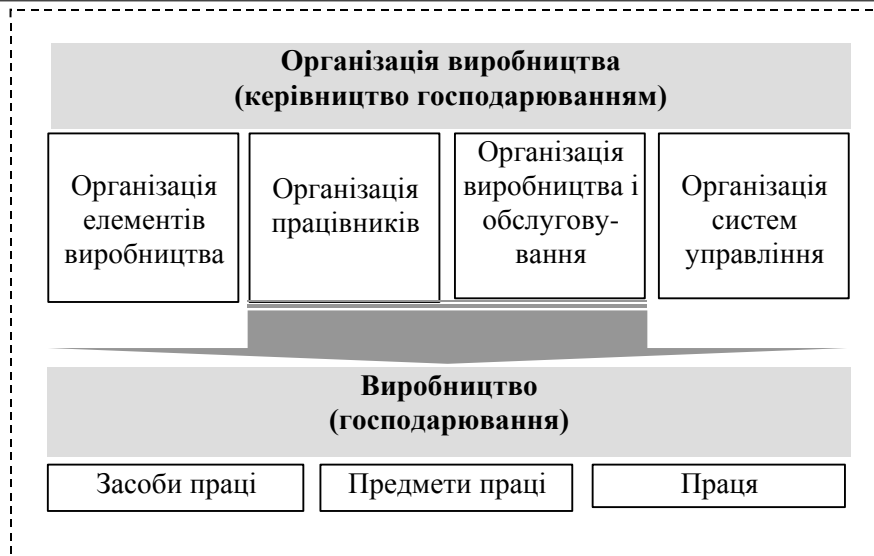 Організація виробництва
(керівництво господарюванням)
Організація
елементів
виробництва
Організація
працівників
Організація
виробництва і
обслугову-
вання
Організація
систем
управління
Виробництво
(господарювання)
Засоби праці
Предмети праці
Праця